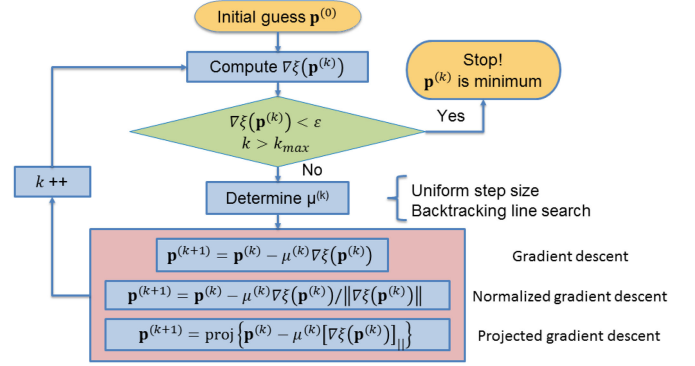 Initial guess 𝐩⁽⁰⁾
Compute ∇ξ(𝐩⁽ᵏ⁾)
Stop!
𝐩⁽ᵏ⁾ is minimum
∇ξ(𝐩⁽ᵏ⁾) < ε
k > kₘₐₓ
Yes
No
k ++
Determine μ⁽ᵏ⁾
Uniform step size
Backtracking line search
𝐩⁽ᵏ⁺¹⁾ = 𝐩⁽ᵏ⁾ − μ⁽ᵏ⁾∇ξ(𝐩⁽ᵏ⁾)
Gradient descent
𝐩⁽ᵏ⁺¹⁾ = 𝐩⁽ᵏ⁾ − μ⁽ᵏ⁾∇ξ(𝐩⁽ᵏ⁾)/‖∇ξ(𝐩⁽ᵏ⁾)‖
Normalized gradient descent
𝐩⁽ᵏ⁺¹⁾ = proj{𝐩⁽ᵏ⁾ − μ⁽ᵏ⁾[∇ξ(𝐩⁽ᵏ⁾)]_||}
Projected gradient descent